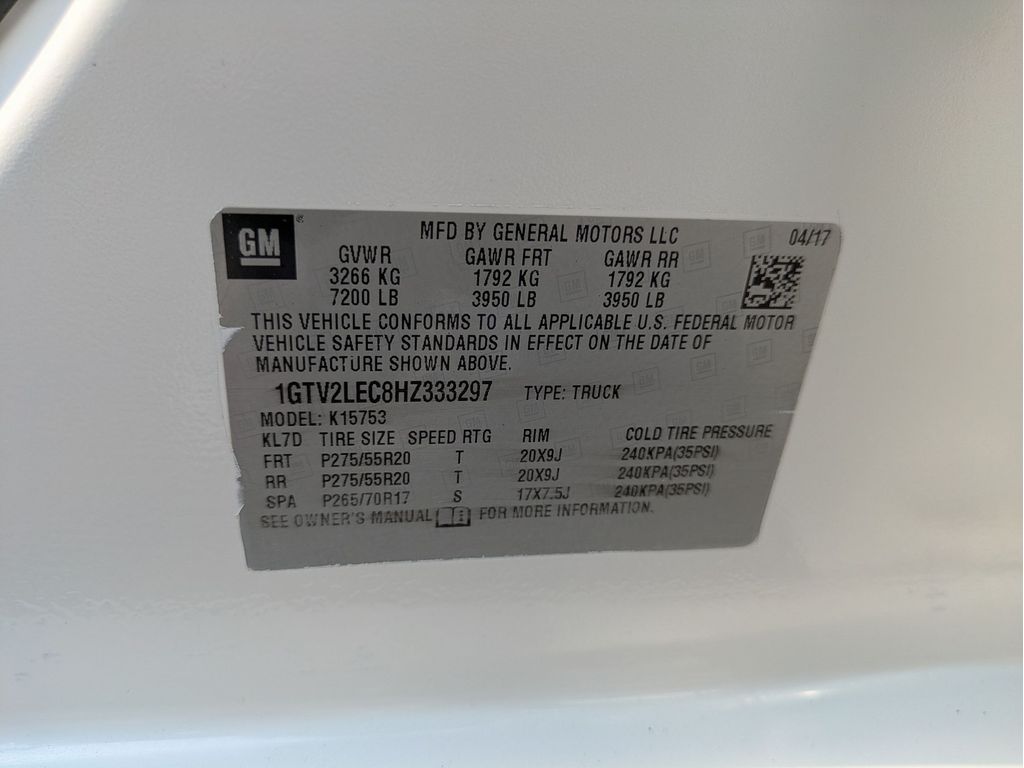 GM ®
MFD BY GENERAL MOTORS LLC 04/17
GVWR GAWR FRT GAWR RR
3266 KG 1792 KG 1792 KG
7200 LB 3950 LB 3950 LB
THIS VEHICLE CONFORMS TO ALL APPLICABLE U.S. FEDERAL MOTOR
VEHICLE SAFETY STANDARDS IN EFFECT ON THE DATE OF
MANUFACTURE SHOWN ABOVE.
1GTV2LEC8HZ333297 TYPE: TRUCK
MODEL: K15753
KL7D TIRE SIZE SPEED RTG RIM COLD TIRE PRESSURE
FRT P275/55R20 T 20X9J 240KPA(35PSI)
RR P275/55R20 T 20X9J 240KPA(35PSI)
SPA P265/70R17 S 17X7.5J 240KPA(35PSI)
SEE OWNER'S MANUAL FOR MORE INFORMATION.